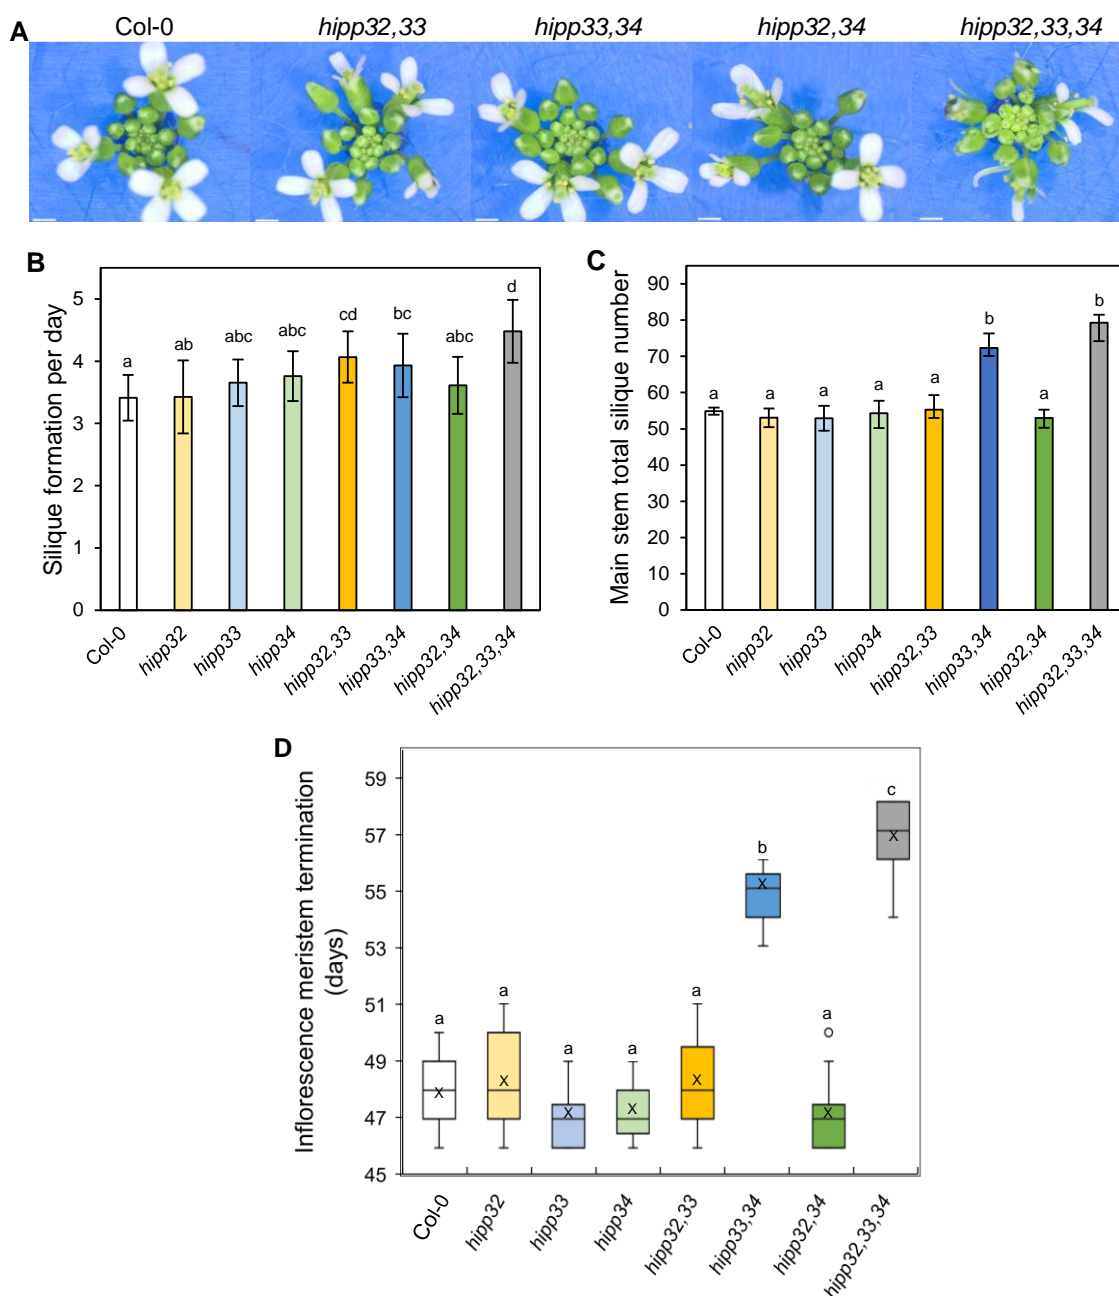 A
Col-0 hipp32,33 hipp33,34 hipp32,34 hipp32,33,34
B
Silique formation per day
5
4
3
2
1
0
a ab abc abc cd bc abc d
Col-0 hipp32 hipp33 hipp34 hipp32,33 hipp33,34 hipp32,34 hipp32,33,34
C
Main stem total silique number
90
80
70
60
50
40
30
20
10
0
a a a a a b a b
Col-0 hipp32 hipp33 hipp34 hipp32,33 hipp33,34 hipp32,34 hipp32,33,34
D
Inflorescence meristem termination
(days)
59
57
55
53
51
49
47
45
a a a a a b a c
X X X X X X X X
Col-0 hipp32 hipp33 hipp34 hipp32,33 hipp33,34 hipp32,34 hipp32,33,34